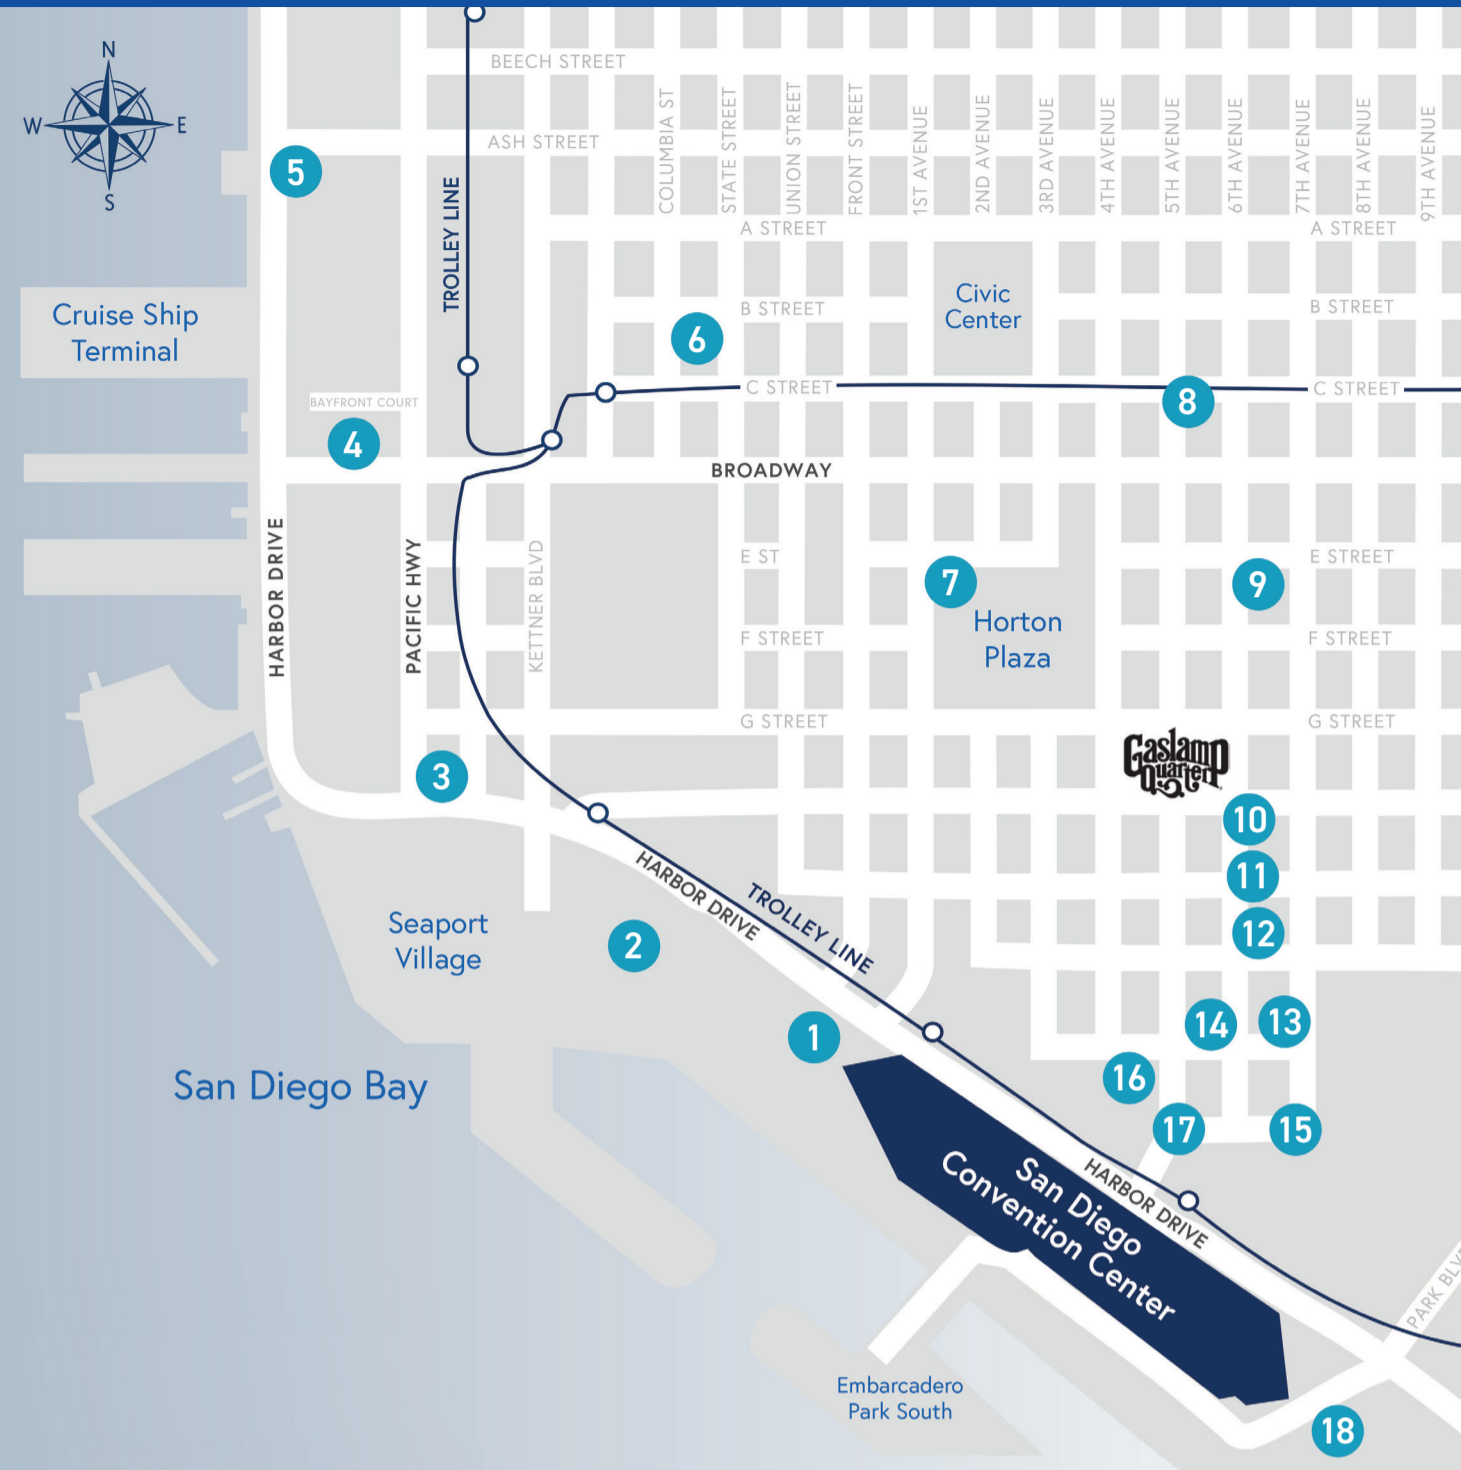 N
W
E
S
BEECH STREET
ASH STREET
COLUMBIA ST
STATE STREET
UNION STREET
FRONT STREET
1ST AVENUE
2ND AVENUE
3RD AVENUE
4TH AVENUE
5TH AVENUE
6TH AVENUE
7TH AVENUE
8TH AVENUE
9TH AVENUE
5
TROLLEY LINE
A STREET
A STREET
Cruise Ship
Terminal
Civic
Center
B STREET
B STREET
6
BAYFRONT COURT
C STREET
C STREET
8
4
BROADWAY
HARBOR DRIVE
PACIFIC HWY
KETTNER BLVD
E ST
E STREET
7
9
Horton
Plaza
F STREET
F STREET
G STREET
G STREET
Gaslamp
Quarter
3
10
11
12
HARBOR DRIVE
TROLLEY LINE
Seaport
Village
2
1
14
13
16
17
15
San Diego Bay
San Diego
Convention Center
HARBOR DRIVE
PARK BLV
Embarcadero
Park South
18